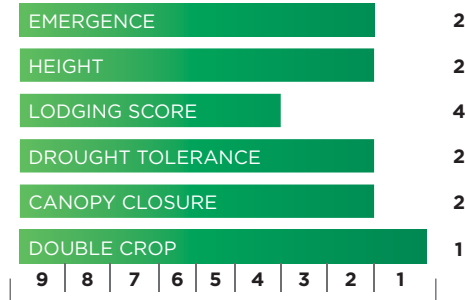 EMERGENCE 2
HEIGHT 2
LODGING SCORE 4
DROUGHT TOLERANCE 2
CANOPY CLOSURE 2
DOUBLE CROP 1
9 8 7 6 5 4 3 2 1